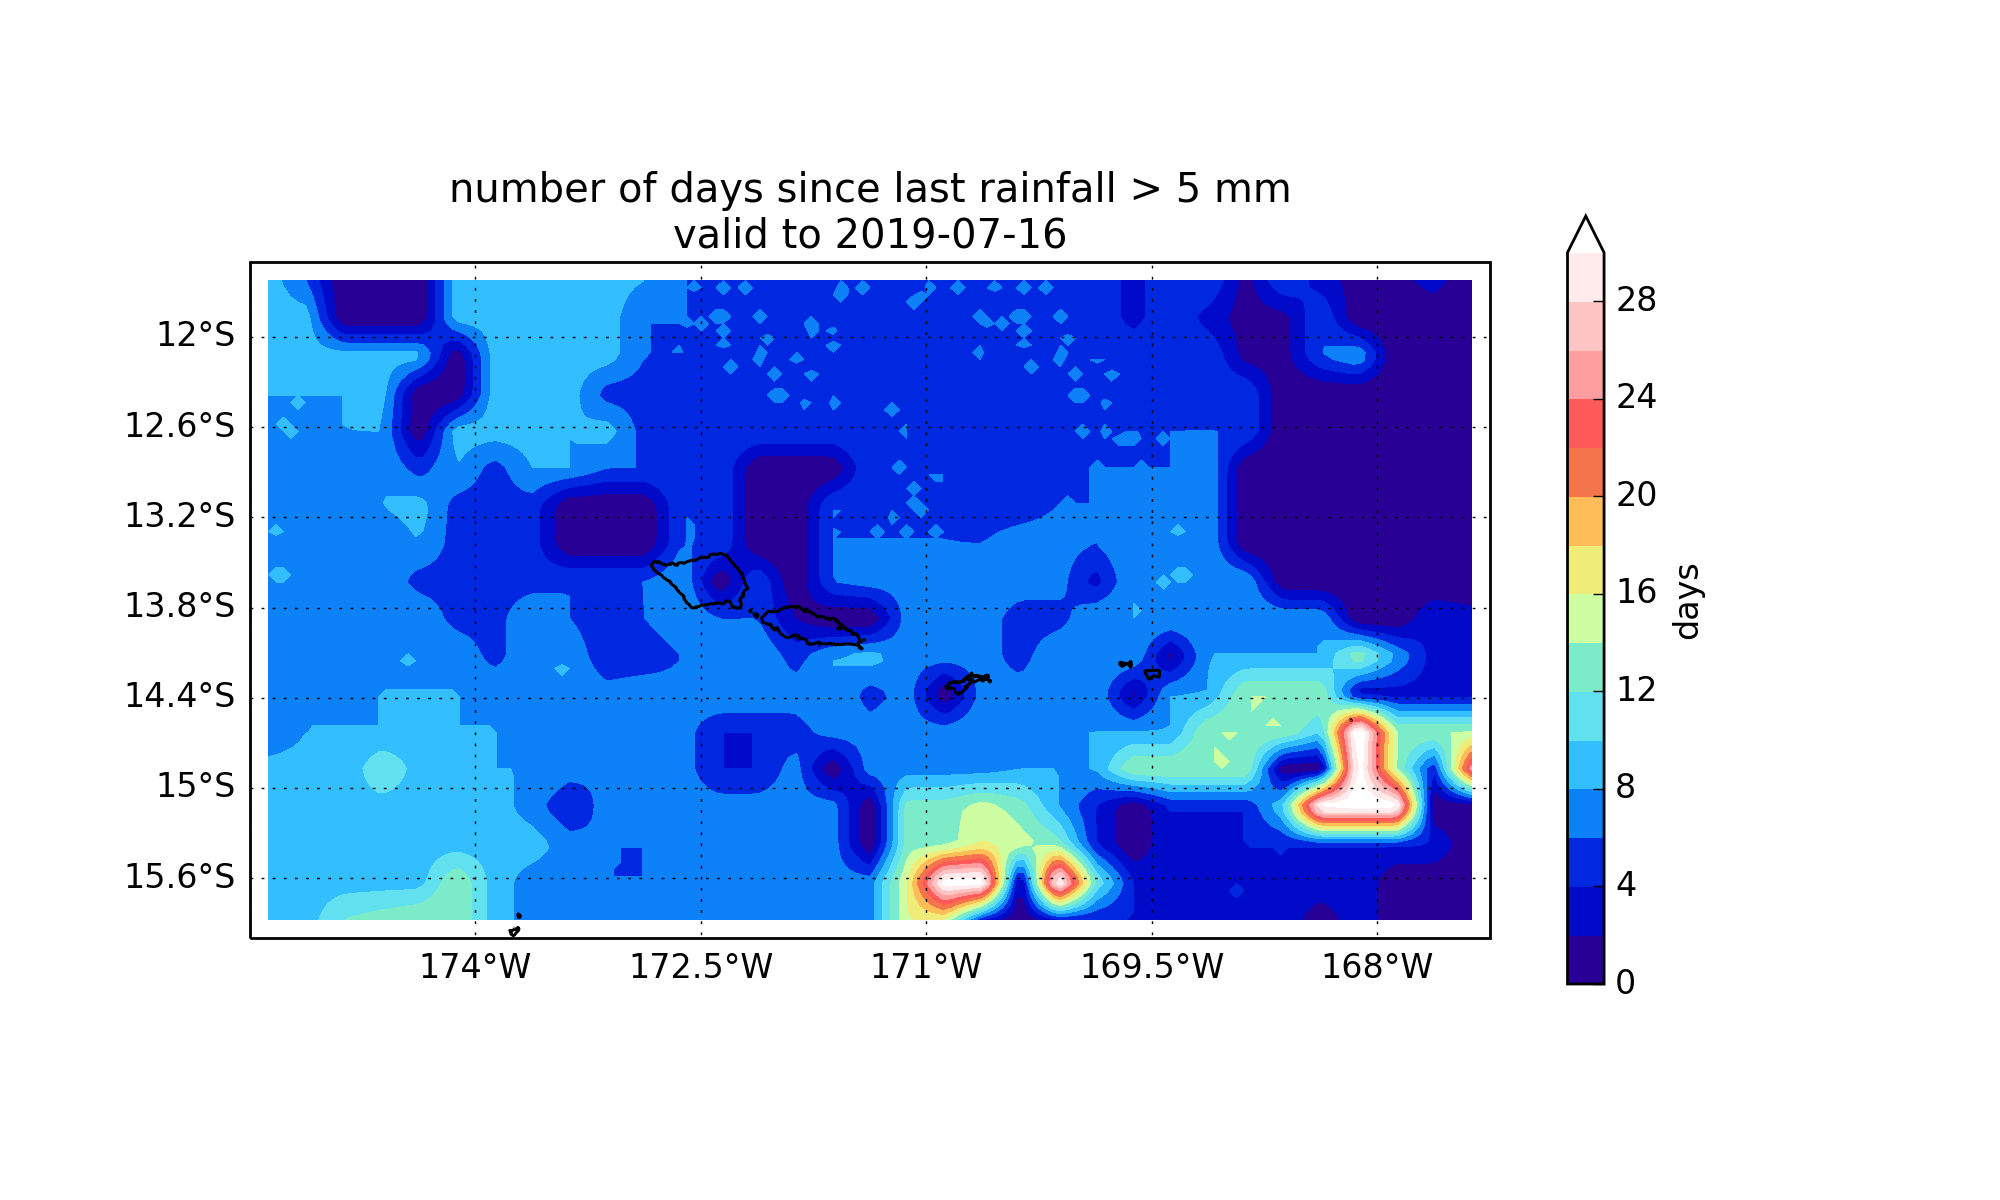 number of days since last rainfall > 5 mm
valid to 2019-07-16
12°S
12.6°S
13.2°S
13.8°S
14.4°S
15°S
15.6°S
174°W
172.5°W
171°W
169.5°W
168°W
28
24
20
16
12
8
4
0
days